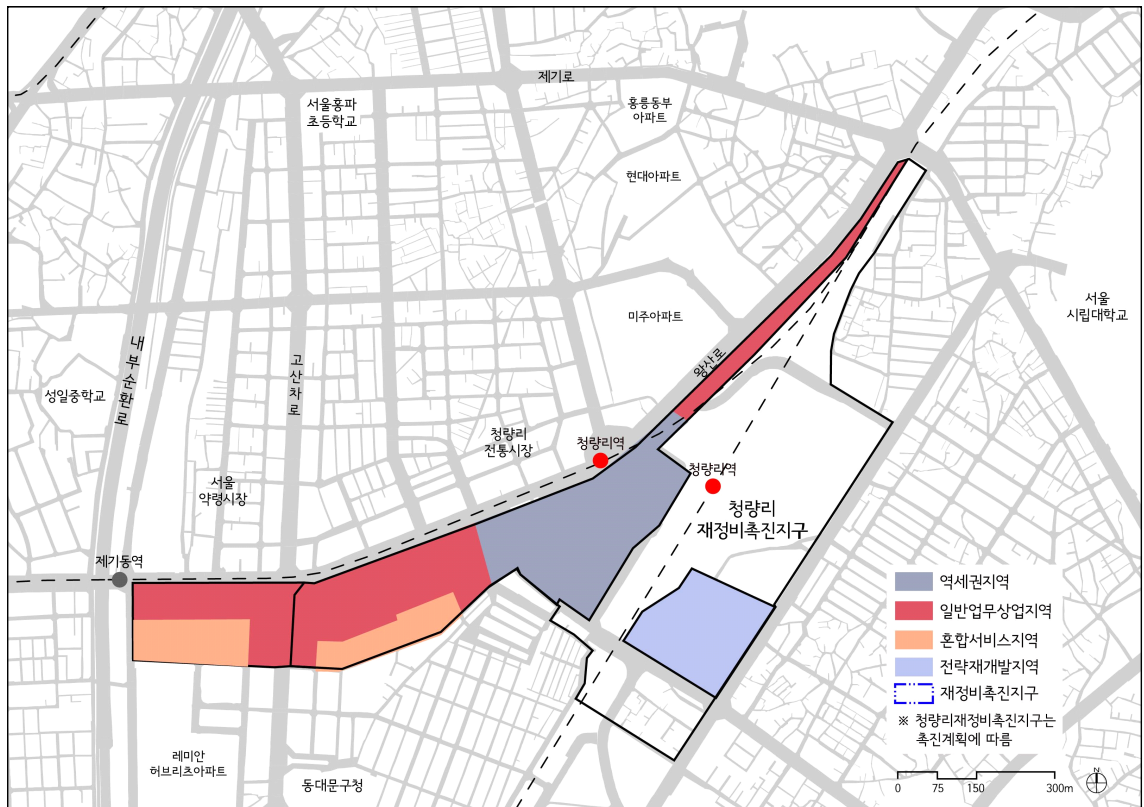 제기로
서울홍파
초등학교
홍릉동부
아파트
현대아파트
서울
시립대학교
미주아파트
내부순환로
고산자로
왕산로
성일중학교
청량리
전통시장
청량리역
서울
약령시장
청량리역
청량리
재정비촉진지구
제기동역
레미안
허브리츠아파트
동대문구청
역세권지역
일반업무상업지역
혼합서비스지역
전략재개발지역
재정비촉진지구
※ 청량리재정비촉진지구는
촉진계획에 따름
0 75 150 300m
N